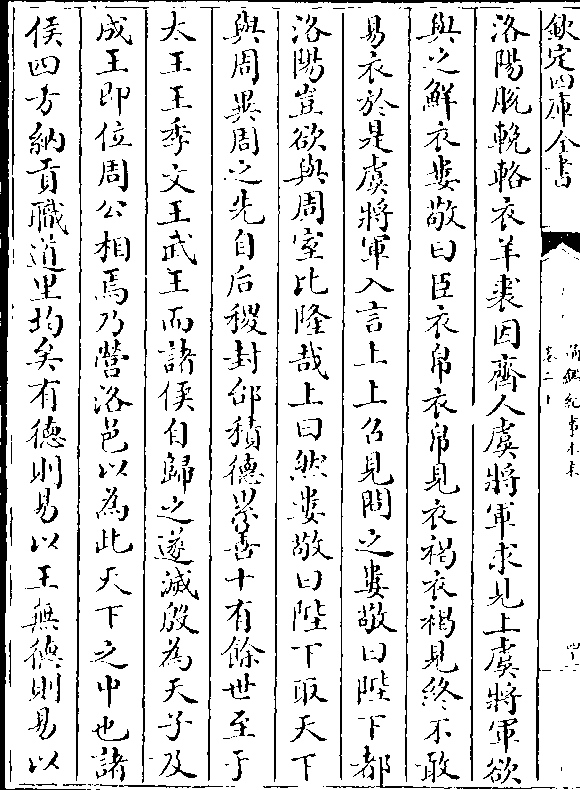 欽定四庫全書
通鑑紀事本末
卷二
洛陽脫輓輅衣羊裘因齊人虞將軍求見上虞將軍欲
與之鮮衣婁敬曰臣衣帛衣帛見衣褐衣褐見終不敢
易衣於是虞將軍入言上上召見問之婁敬曰陛下都
洛陽豈欲與周室比隆哉上曰然婁敬曰陛下取天下
與周異周之先自后稷封邰積德絫善十有餘世至于
太王王季文王武王而諸侯自歸之遂滅殷為天子及
成王即位周公相焉乃營洛邑以為此天下之中也諸
侯四方納貢職道里均矣有德則易以王無德則易以